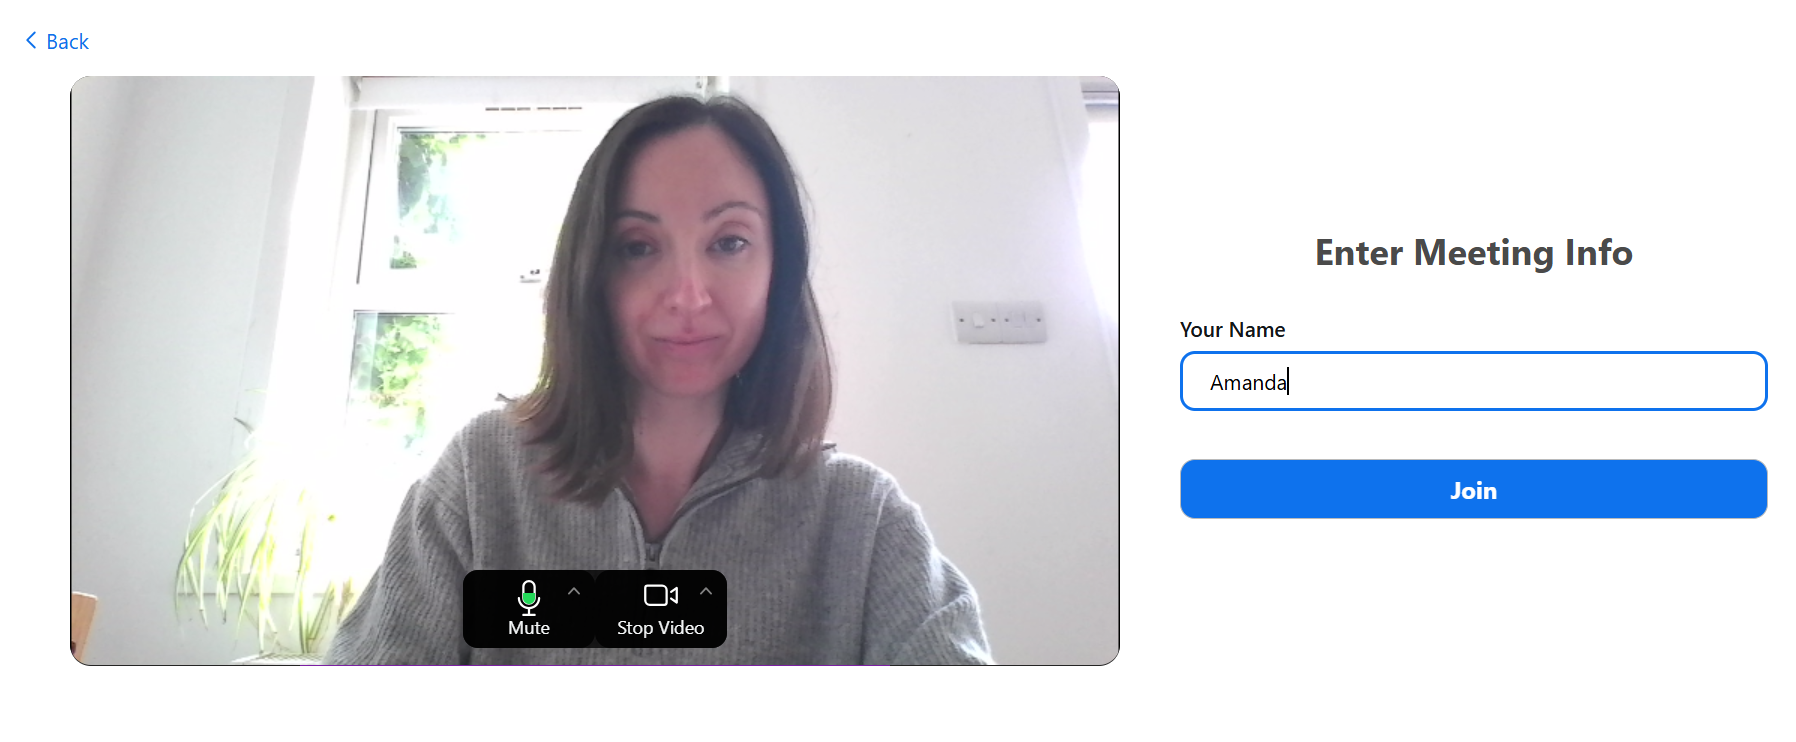 Back
Mute
Stop Video
Enter Meeting Info
Your Name
Amanda
Join